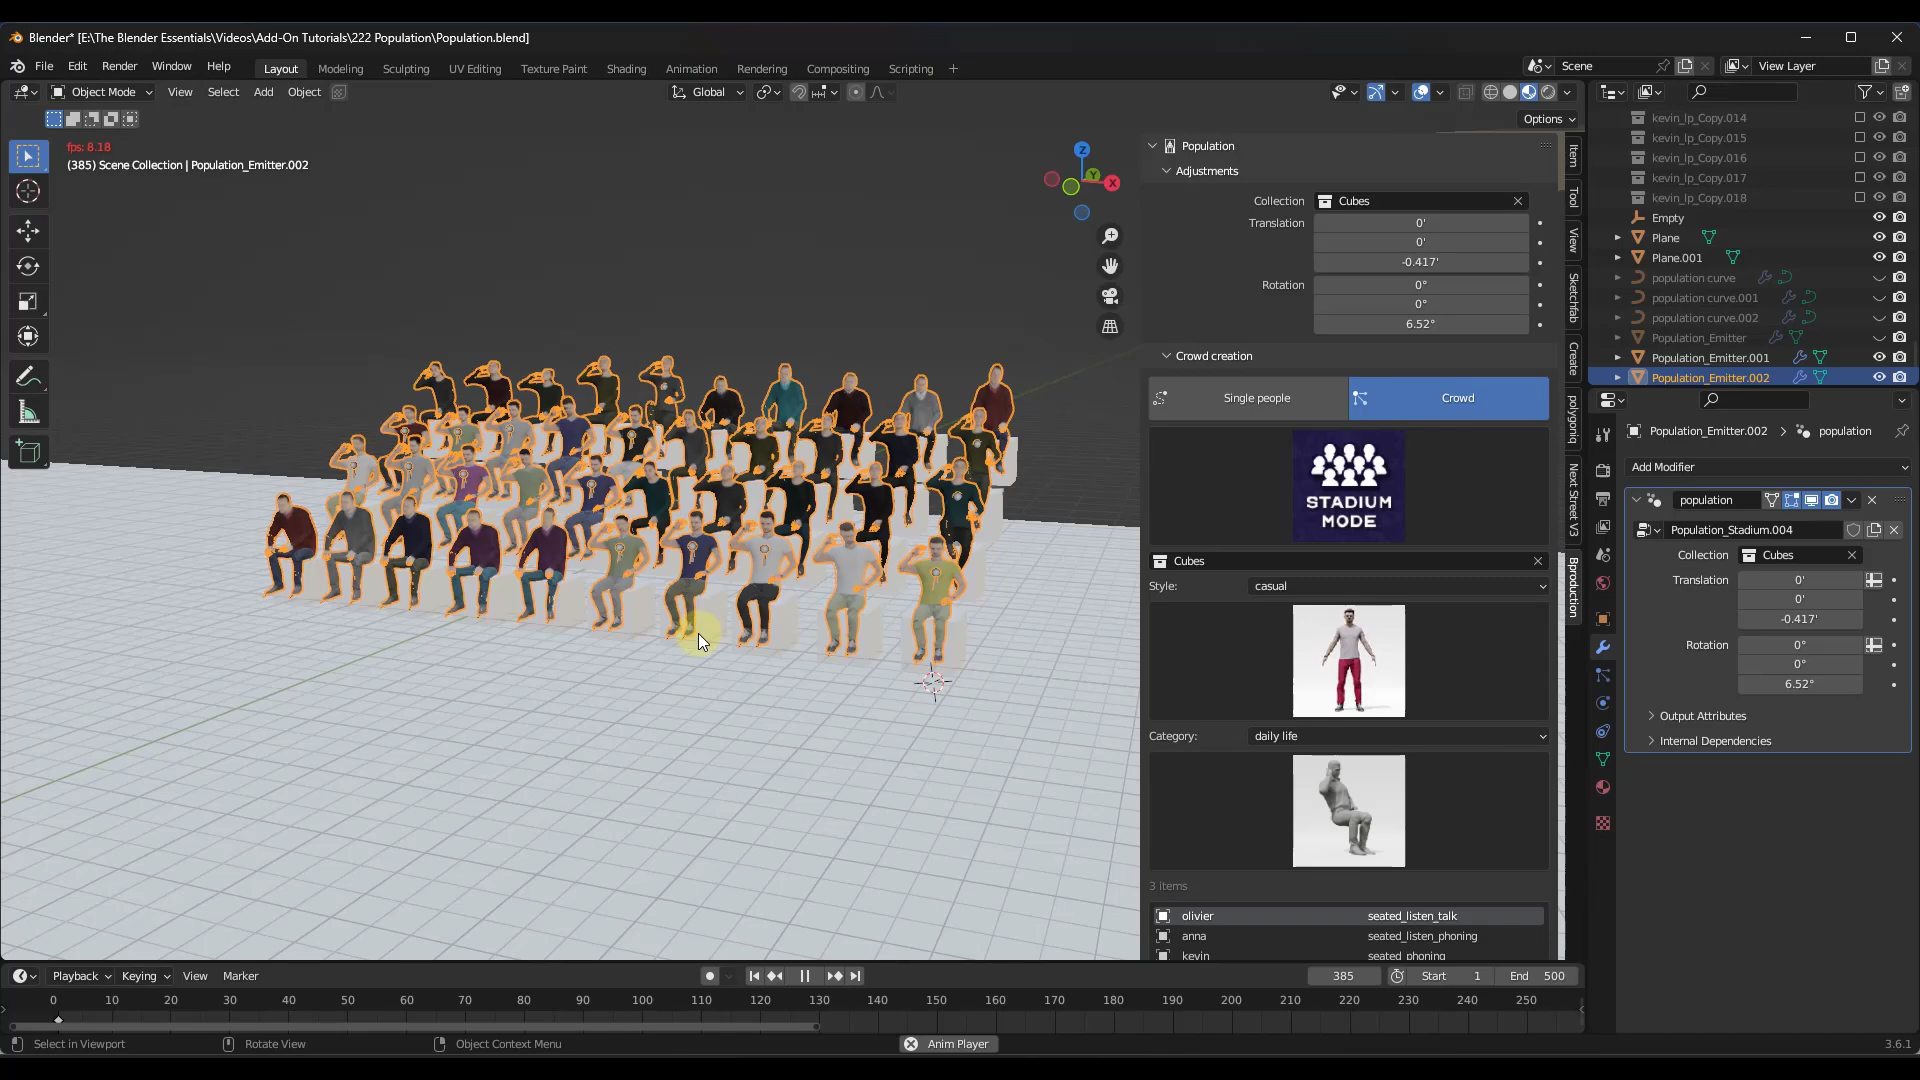 Blender* [E:\The Blender Essentials\Videos\Add-On Tutorials\222 Population\Population.blend]
File Edit Render Window Help
Layout Modeling Sculpting UV Editing Texture Paint Shading Animation Rendering Compositing Scripting +
Scene
View Layer
Object Mode View Select Add Object
Global
Options
fps: 8.18
(385) Scene Collection | Population_Emitter.002
Z
Y
X
Population
Adjustments
Collection Cubes
Translation 0'
0'
-0.417'
Rotation 0°
0°
6.52°
Crowd creation
Single people Crowd
STADIUM
MODE
Cubes
Style: casual
Category: daily life
3 items
olivier seated_listen_talk
anna seated_listen_phoning
kevin seated_phoning
Item
Tool
View
Sketchfab
Create
polygoniq
Next Street V3
Bproduction
kevin_lp_Copy.014
kevin_lp_Copy.015
kevin_lp_Copy.016
kevin_lp_Copy.017
kevin_lp_Copy.018
Empty
Plane
Plane.001
population curve
population curve.001
population curve.002
Population_Emitter
Population_Emitter.001
Population_Emitter.002
Population_Emitter.002 population
Add Modifier
population
Population_Stadium.004
Collection Cubes
Translation 0'
0'
-0.417'
Rotation 0°
0°
6.52°
Output Attributes
Internal Dependencies
Playback Keying View Marker
385 Start 1 End 500
0 10 20 30 40 50 60 70 80 90 100 110 120 130 140 150 160 170 180 190 200 210 220 230 240 250
Select in Viewport Rotate View Object Context Menu Anim Player 3.6.1